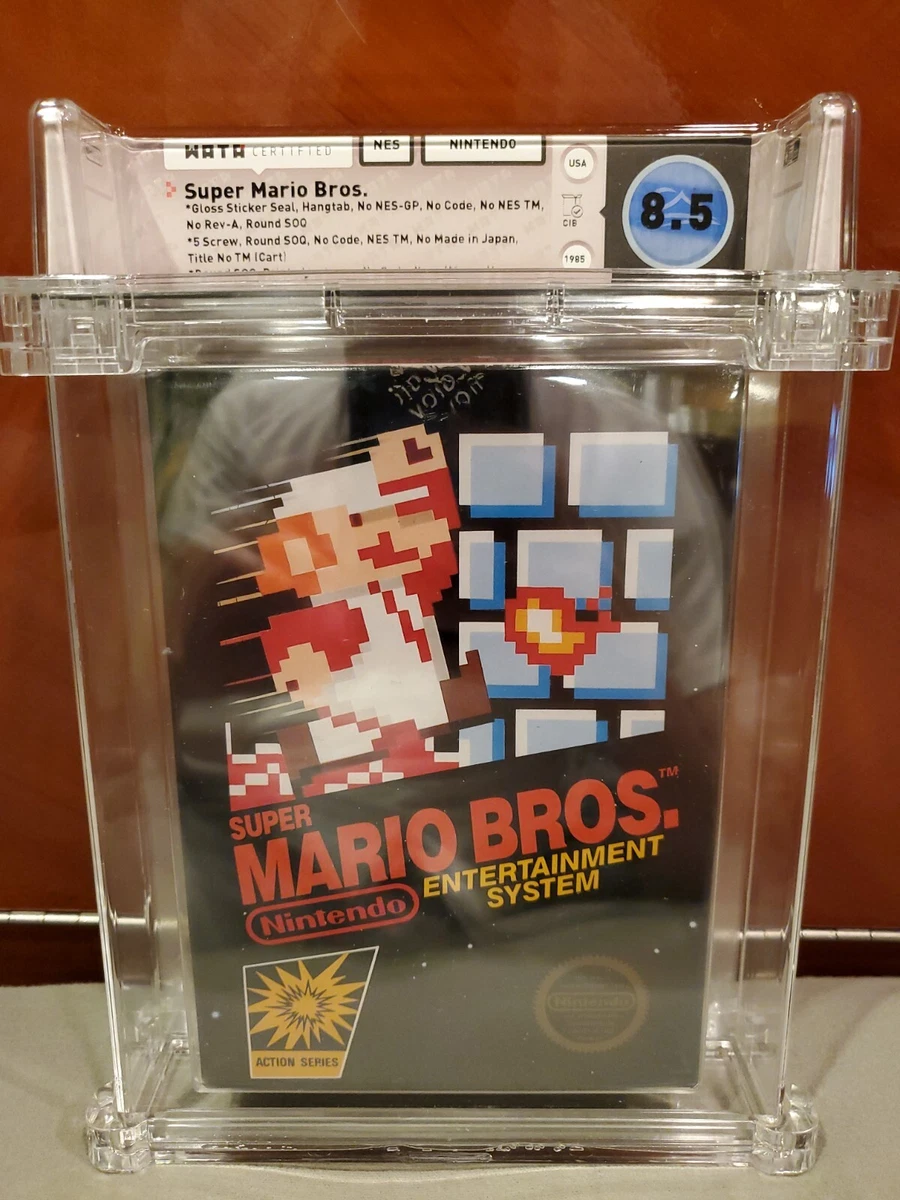 WATA CERTIFIED
NES
NINTENDO
USA
Super Mario Bros.
*Gloss Sticker Seal, Hangtab, No NES-GP, No Code, No NES TM,
No Rev-A, Round SOQ
CIB
8.5
*5 Screw, Round SOQ, No Code, NES TM, No Made in Japan,
Title No TM (Cart)
1985
SUPER
MARIO BROS.™
ENTERTAINMENT
SYSTEM
Nintendo
ACTION SERIES
Nintendo